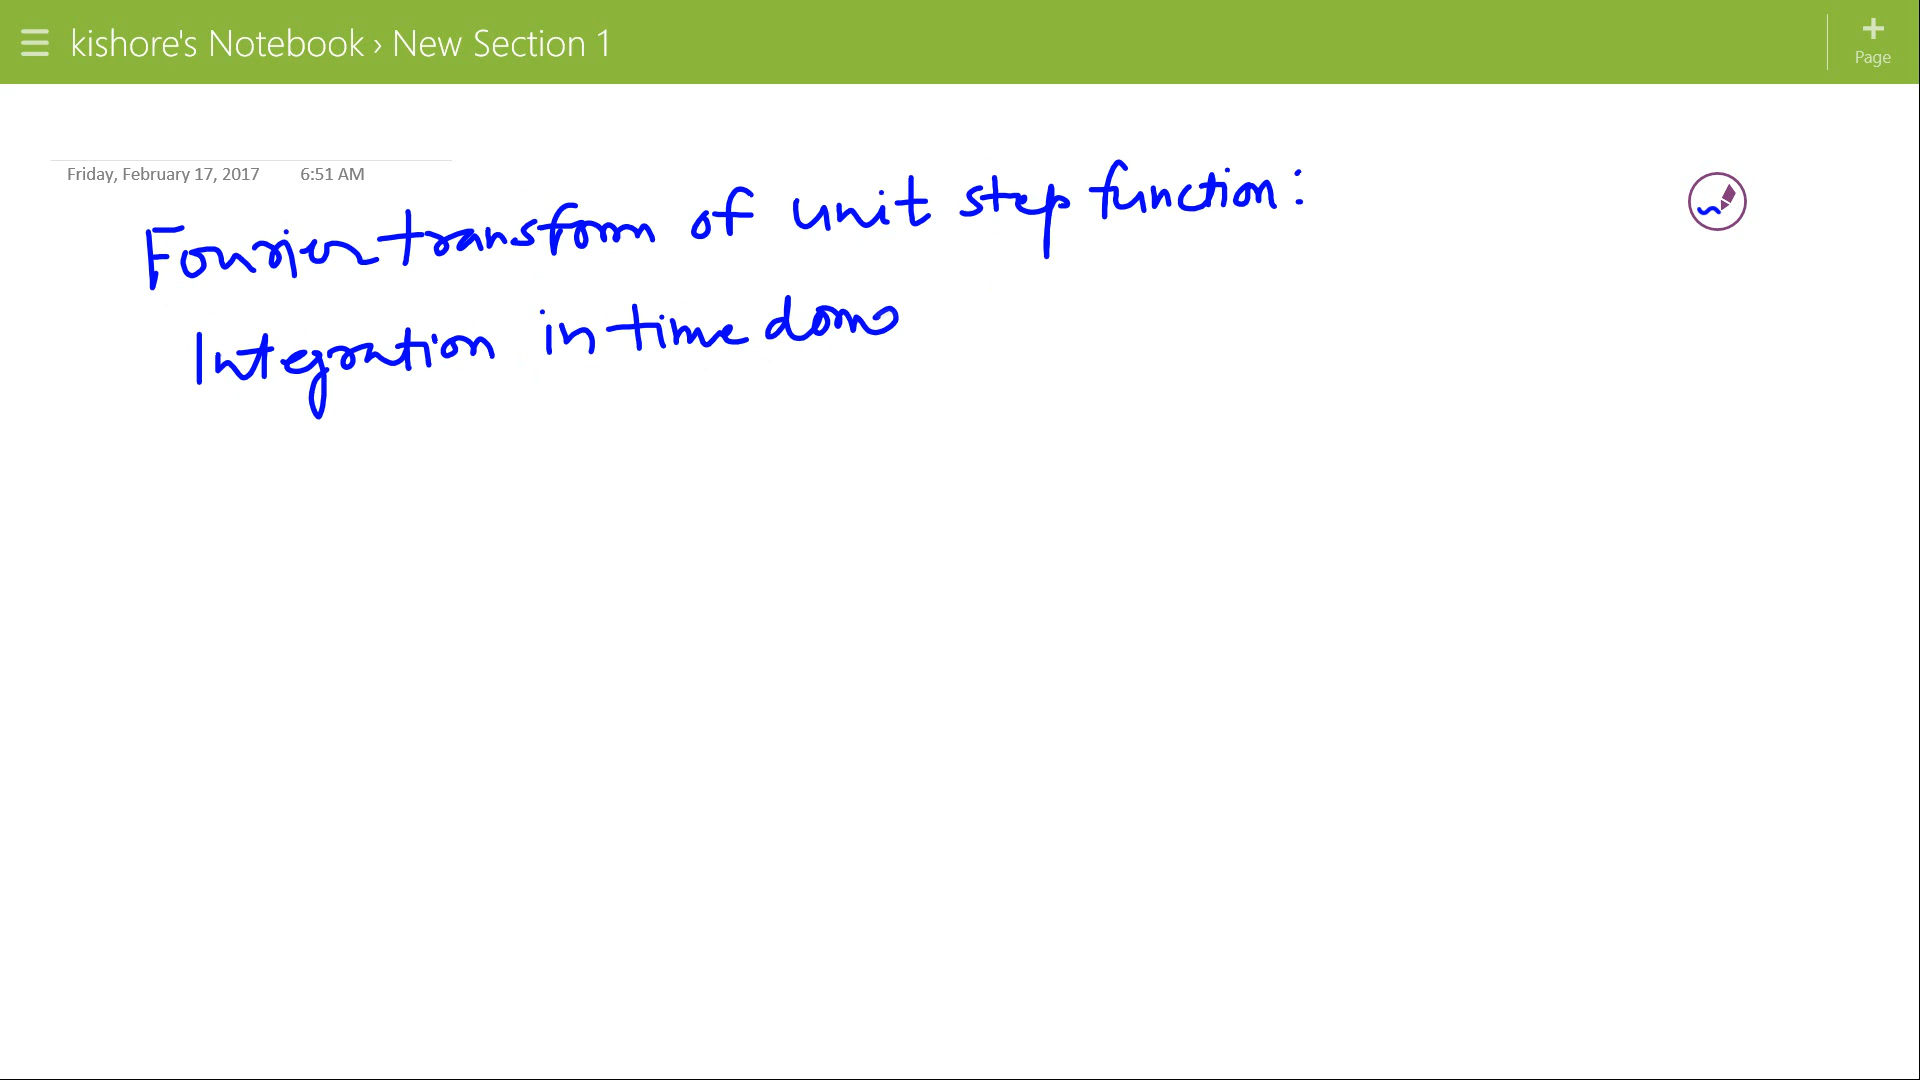 kishore's Notebook › New Section 1
Page
Friday, February 17, 2017 6:51 AM
Fourier transform of unit step function:
Integration in time doma